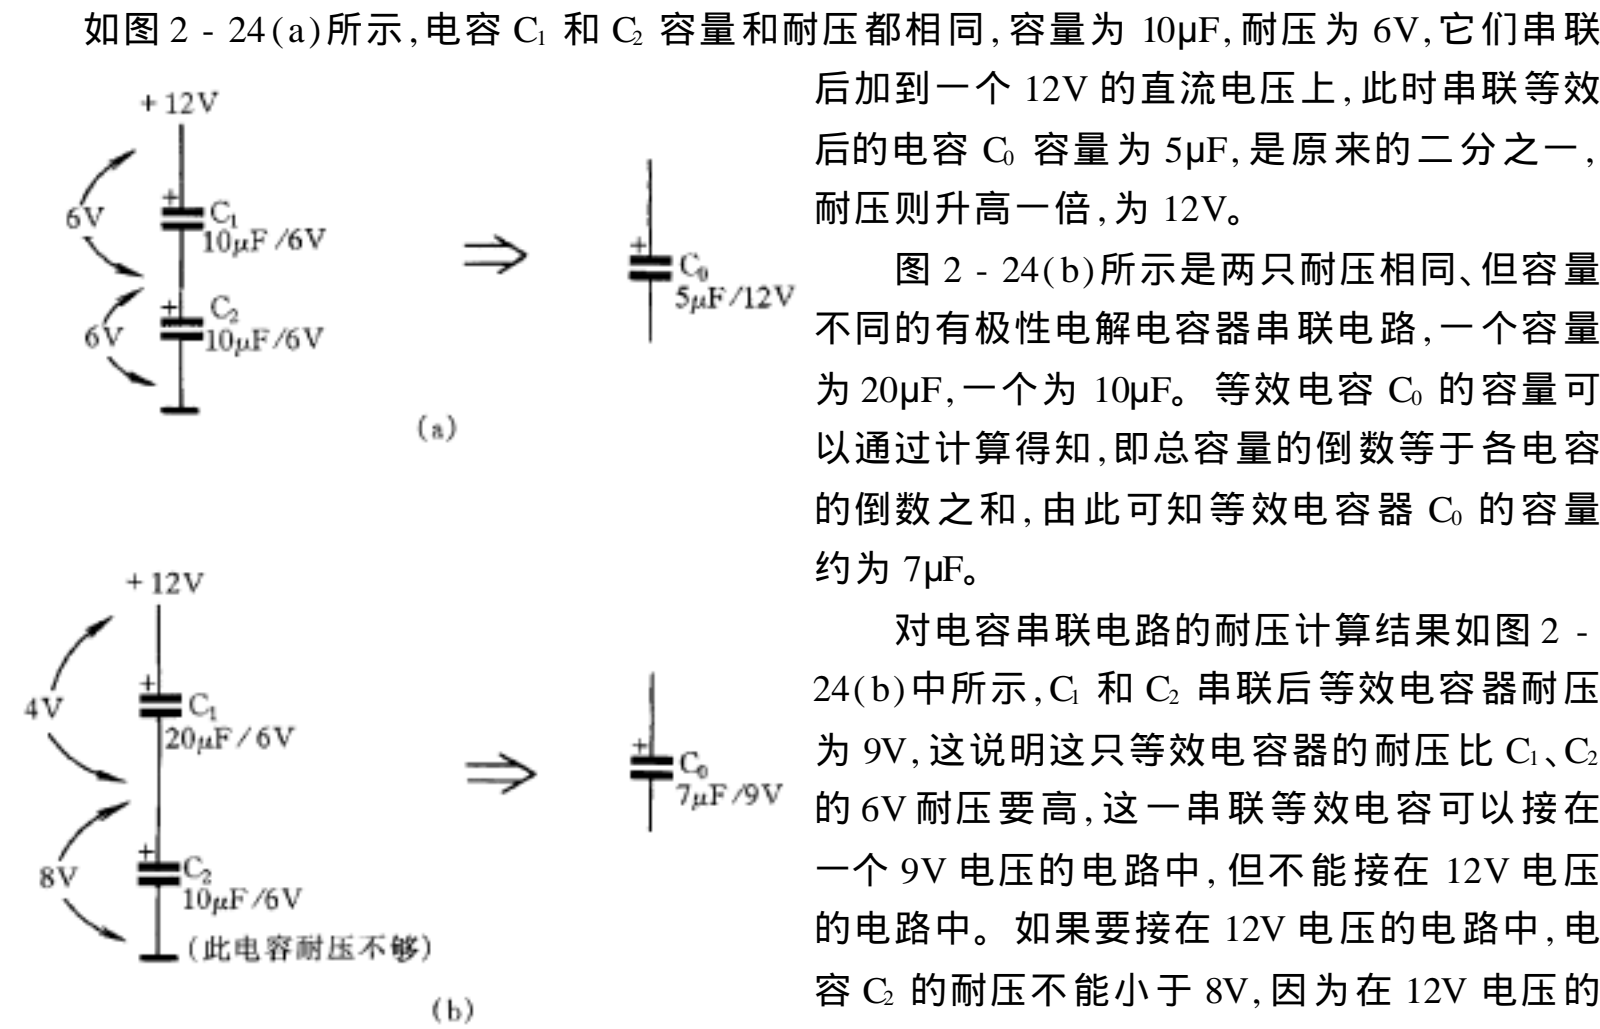 如图 2 - 24(a)所示,电容 C₁ 和 C₂ 容量和耐压都相同,容量为 10μF,耐压为 6V,它们串联
后加到一个 12V 的直流电压上,此时串联等效
后的电容 C₀ 容量为 5μF,是原来的二分之一,
耐压则升高一倍,为 12V。
图 2 - 24(b)所示是两只耐压相同、但容量
不同的有极性电解电容器串联电路,一个容量
为 20μF,一个为 10μF。等效电容 C₀ 的容量可
以通过计算得知,即总容量的倒数等于各电容
的倒数之和,由此可知等效电容器 C₀ 的容量
约为 7μF。
对电容串联电路的耐压计算结果如图 2 -
24(b)中所示,C₁ 和 C₂ 串联后等效电容器耐压
为 9V,这说明这只等效电容器的耐压比 C₁、C₂
的 6V 耐压要高,这一串联等效电容可以接在
一个 9V 电压的电路中,但不能接在 12V 电压
的电路中。如果要接在 12V 电压的电路中,电
容 C₂ 的耐压不能小于 8V,因为在 12V 电压的
+12V
6V
+
C₁
10μF/6V
6V
+
C₂
10μF/6V
+
C₀
5μF/12V
(a)
+12V
4V
+
C₁
20μF/6V
8V
+
C₂
10μF/6V
(此电容耐压不够)
+
C₀
7μF/9V
(b)